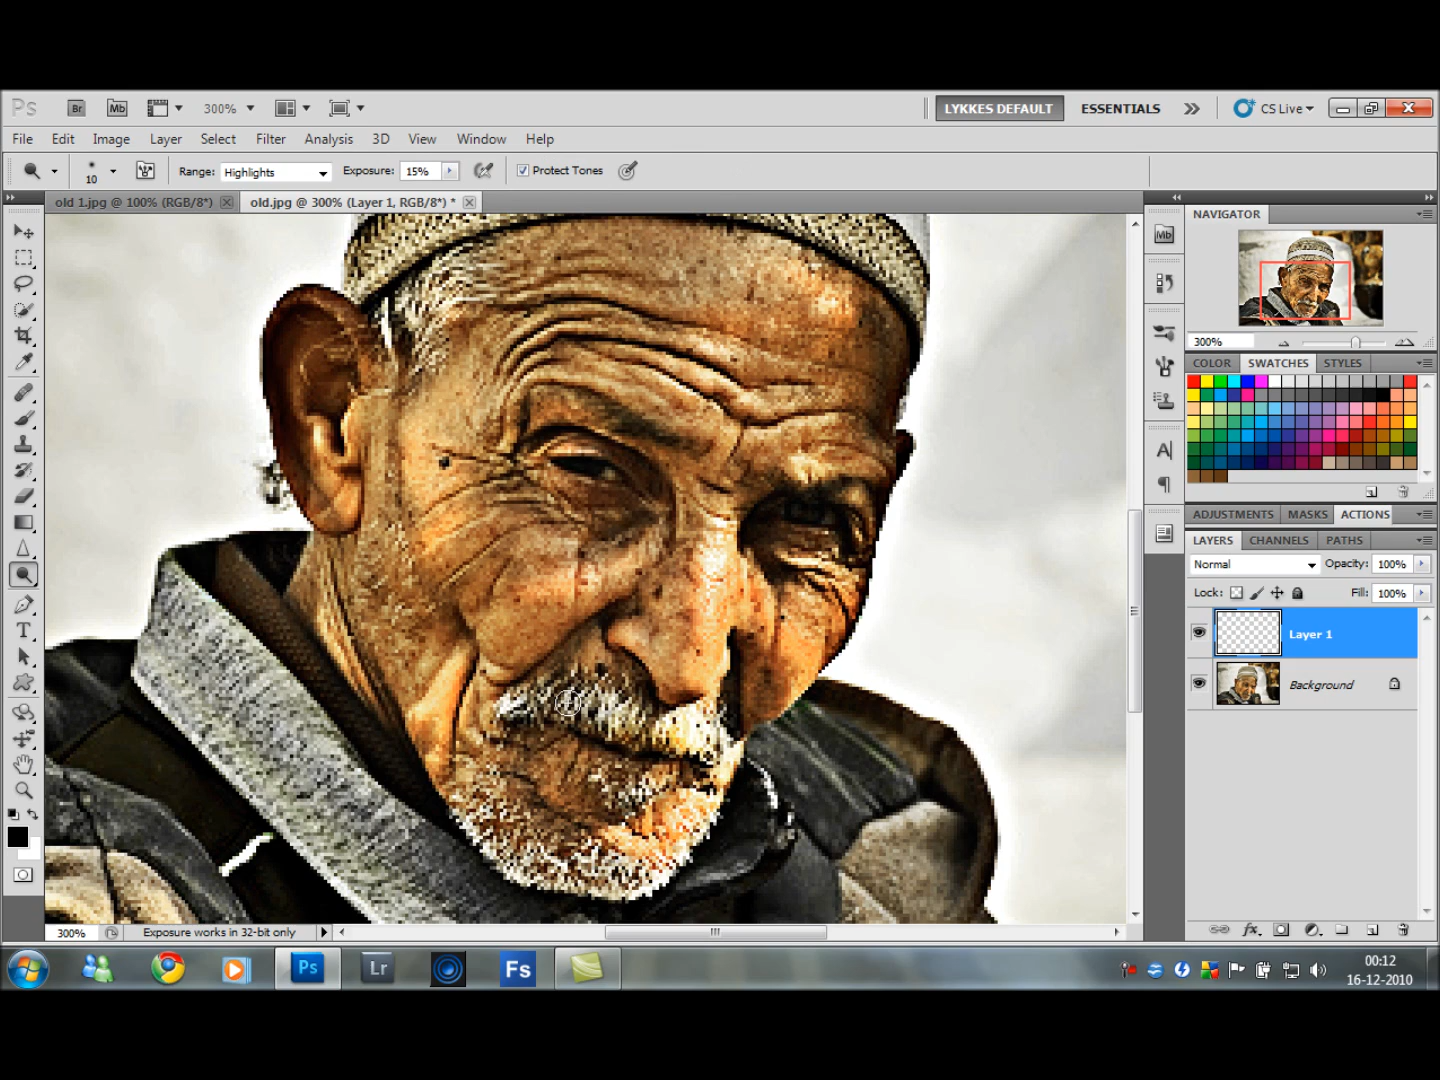 Ps Br Mb 300% LYKKES DEFAULT ESSENTIALS CS Live
File Edit Image Layer Select Filter Analysis 3D View Window Help
10 Range: Highlights Exposure: 15% Protect Tones
old 1.jpg @ 100% (RGB/8*) old.jpg @ 300% (Layer 1, RGB/8*) *
NAVIGATOR
Mb
300%
COLOR SWATCHES STYLES
A
ADJUSTMENTS MASKS ACTIONS
LAYERS CHANNELS PATHS
Normal Opacity: 100%
Lock: Fill: 100%
T
Layer 1
Background
fx
300% Exposure works in 32-bit only
Ps Lr Fs
00:12
16-12-2010